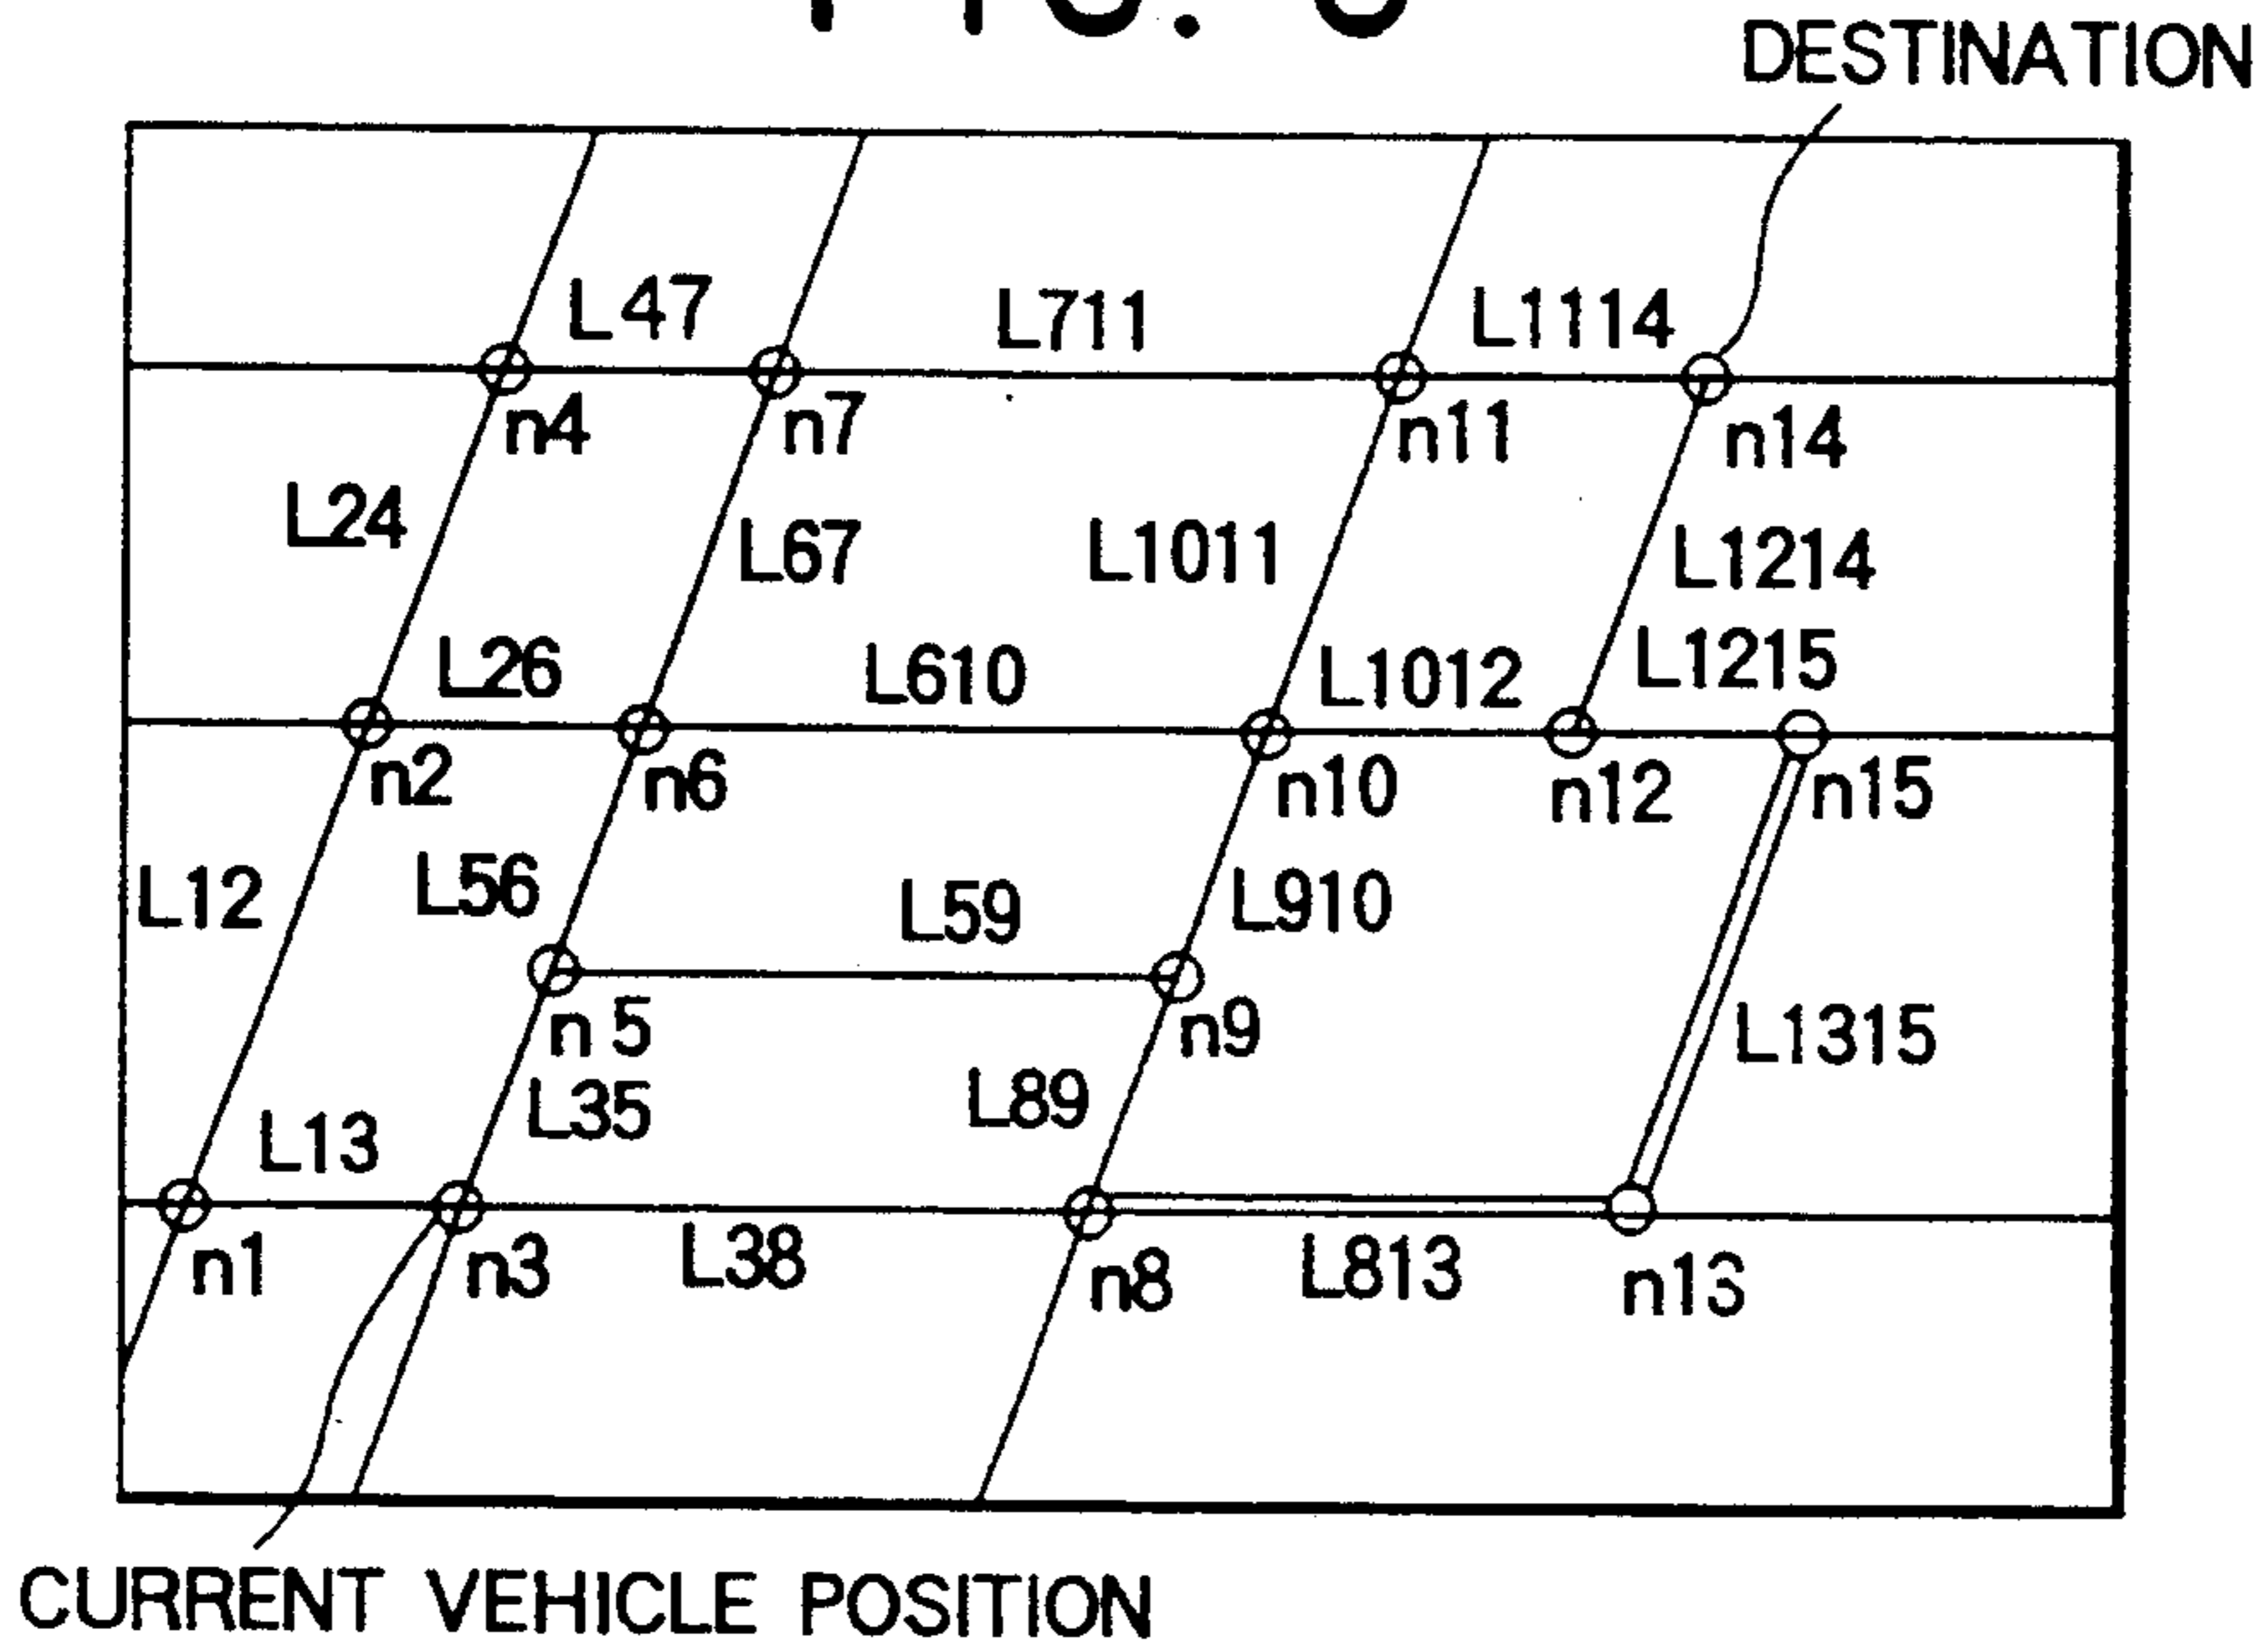 DESTINATION
L47
L711
L1114
n4
n7
n11
n14
L24
L67
L1011
L1214
L26
L610
L1012
L1215
n2
n6
n10
n12
n15
L12
L56
L59
L910
n5
n9
L1315
L13
L35
L89
n1
n3
L38
n8
L813
n13
CURRENT VEHICLE POSITION